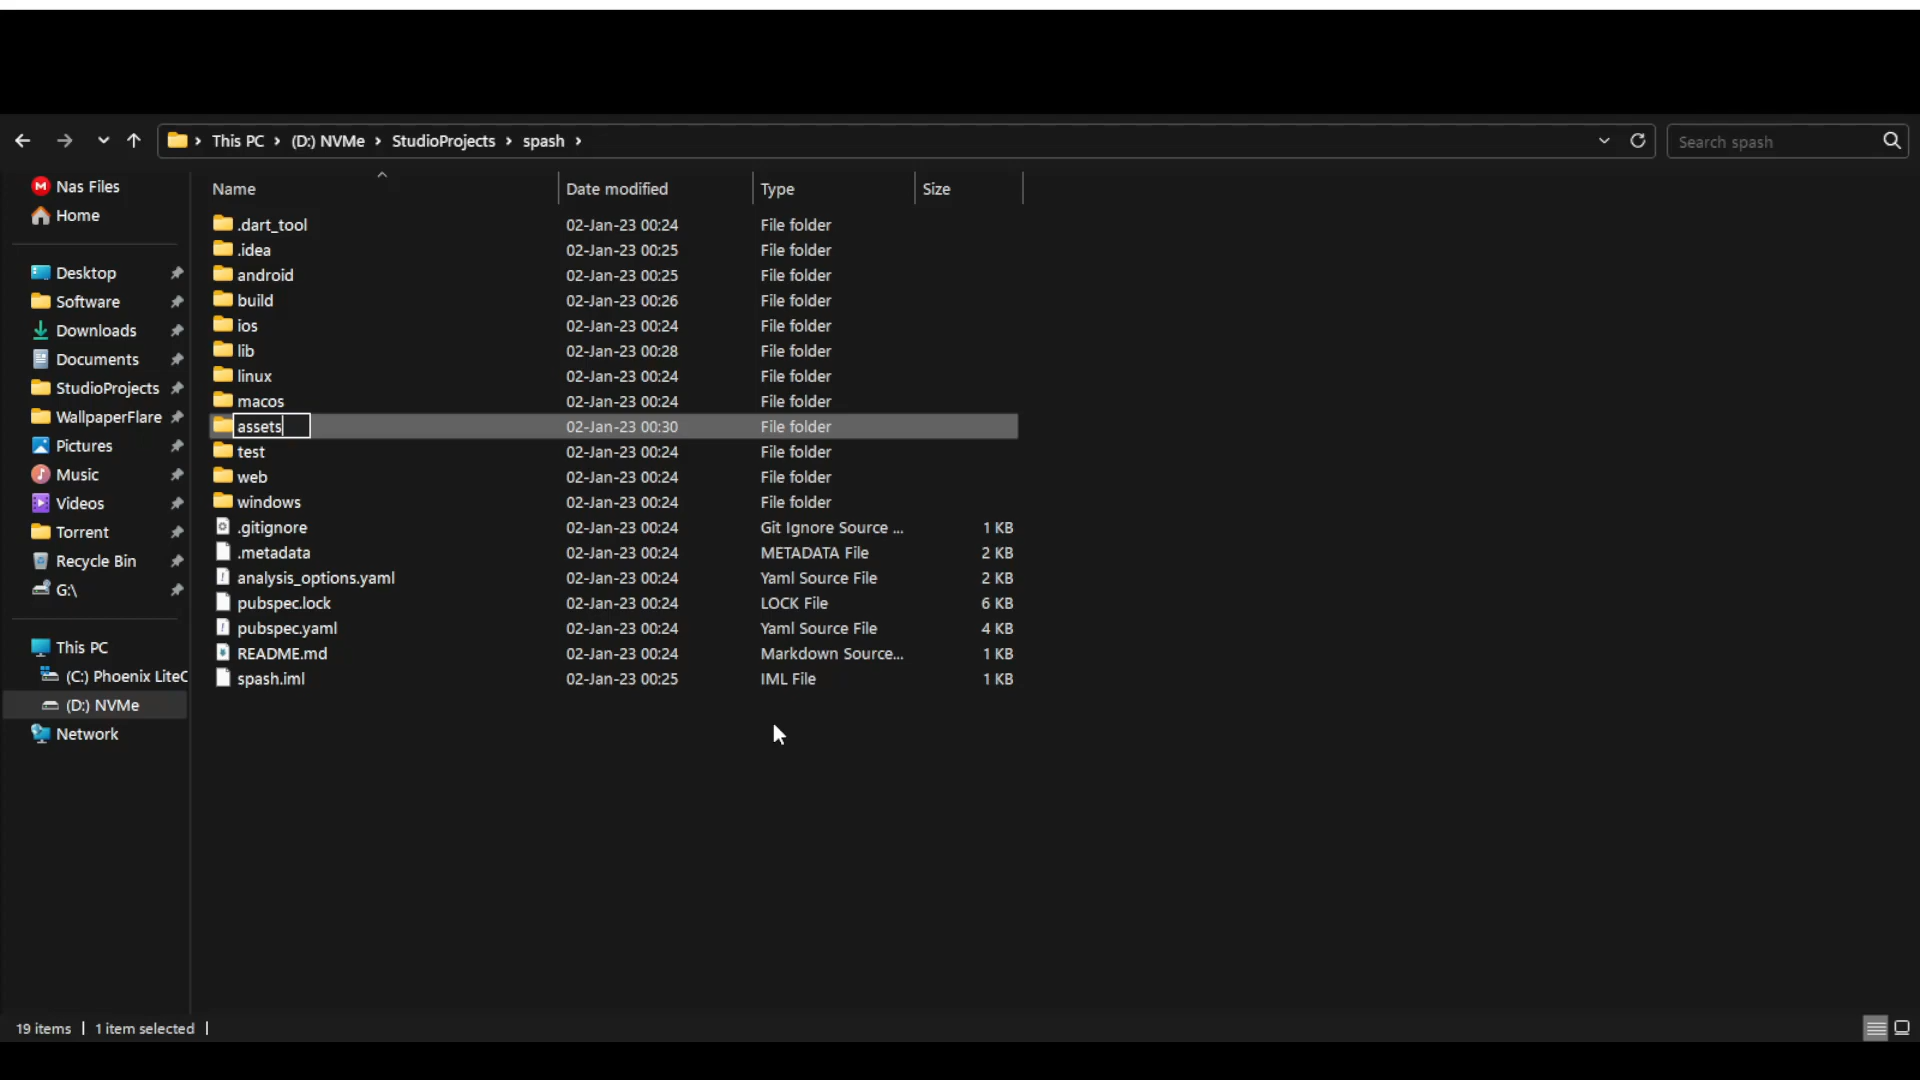 This PC > (D:) NVMe > StudioProjects > spash >
Search spash
Nas Files
Home
Desktop
Software
Downloads
Documents
StudioProjects
WallpaperFlare
Pictures
Music
Videos
Torrent
Recycle Bin
G:\
This PC
(C:) Phoenix LiteC
(D:) NVMe
Network
Name Date modified Type Size
.dart_tool 02-Jan-23 00:24 File folder
.idea 02-Jan-23 00:25 File folder
android 02-Jan-23 00:25 File folder
build 02-Jan-23 00:26 File folder
ios 02-Jan-23 00:24 File folder
lib 02-Jan-23 00:28 File folder
linux 02-Jan-23 00:24 File folder
macos 02-Jan-23 00:24 File folder
assets 02-Jan-23 00:30 File folder
test 02-Jan-23 00:24 File folder
web 02-Jan-23 00:24 File folder
windows 02-Jan-23 00:24 File folder
.gitignore 02-Jan-23 00:24 Git Ignore Source ... 1 KB
.metadata 02-Jan-23 00:24 METADATA File 2 KB
analysis_options.yaml 02-Jan-23 00:24 Yaml Source File 2 KB
pubspec.lock 02-Jan-23 00:24 LOCK File 6 KB
pubspec.yaml 02-Jan-23 00:24 Yaml Source File 4 KB
README.md 02-Jan-23 00:24 Markdown Source... 1 KB
spash.iml 02-Jan-23 00:25 IML File 1 KB
19 items | 1 item selected |